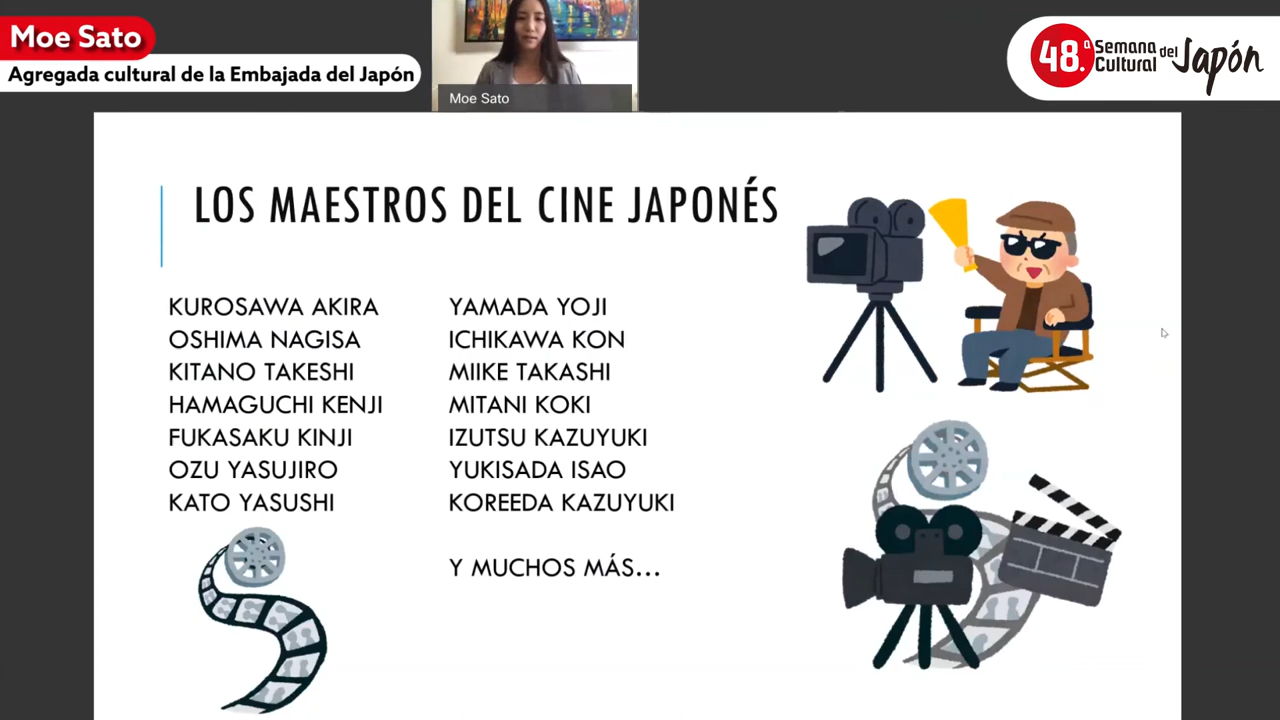 Moe Sato
Agregada cultural de la Embajada del Japón
Moe Sato
48.ª Semana Cultural del Japón
LOS MAESTROS DEL CINE JAPONÉS
KUROSAWA AKIRA
OSHIMA NAGISA
KITANO TAKESHI
HAMAGUCHI KENJI
FUKASAKU KINJI
OZU YASUJIRO
KATO YASUSHI
YAMADA YOJI
ICHIKAWA KON
MIIKE TAKASHI
MITANI KOKI
IZUTSU KAZUYUKI
YUKISADA ISAO
KOREEDA KAZUYUKI
Y MUCHOS MÁS...